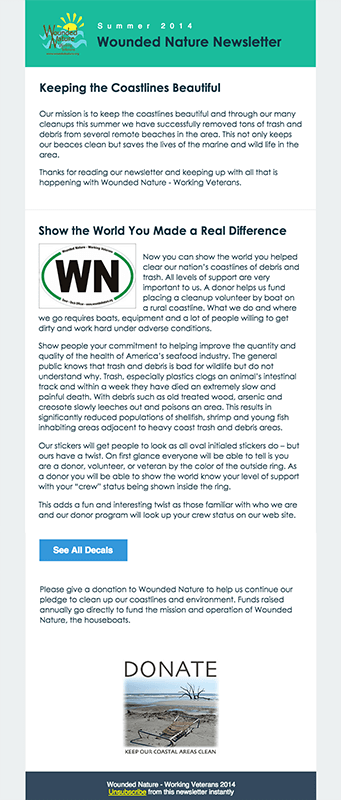 Summer 2014
Wounded Nature Newsletter
Wounded
Nature
Keeping the Coastlines Beautiful
Our mission is to keep the coastlines beautiful and through our many
cleanups this summer we have successfully removed tons of trash and
debris from several remote beaches in the area. This not only keeps
our beaces clean but saves the lives of the marine and wild life in the
area.
Thanks for reading our newsletter and keeping up with all that is
happening with Wounded Nature - Working Veterans.
Show the World You Made a Real Difference
Wounded Nature - Working Veterans
WN
Now you can show the world you helped
clear our nation's coastlines of debris and
trash. All levels of support are very
important to us. A donor helps us fund
placing a cleanup volunteer by boat on
a rural coastline. What we do and where
we go requires boats, equipment and a lot of people willing to get
dirty and work hard under adverse conditions.
Show people your commitment to helping improve the quantity and
quality of the health of America's seafood industry. The general
public knows that trash and debris is bad for wildlife but do not
understand why. Trash, especially plastics clogs an animal's intestinal
track and within a week they have died an extremely slow and
painful death. With debris such as old treated wood, arsenic and
creosote slowly leeches out and poisons an area. This results in
significantly reduced populations of shellfish, shrimp and young fish
inhabiting areas adjacent to heavy coast trash and debris areas.
Our stickers will get people to look as all oval initialed stickers do – but
ours have a twist. On first glance everyone will be able to tell is you
are a donor, volunteer, or veteran by the color of the outside ring. As
a donor you will be able to show the world know your level of support
with your "crew" status being shown inside the ring.
This adds a fun and interesting twist as those familiar with who we are
and our donor program will look up your crew status on our web site.
See All Decals
Please give a donation to Wounded Nature to help us continue our
pledge to clean up our coastlines and environment. Funds raised
annually go directly to fund the mission and operation of Wounded
Nature, the houseboats.
DONATE
KEEP OUR COASTAL AREAS CLEAN
Wounded Nature - Working Veterans 2014
Unsubscribe from this newsletter instantly